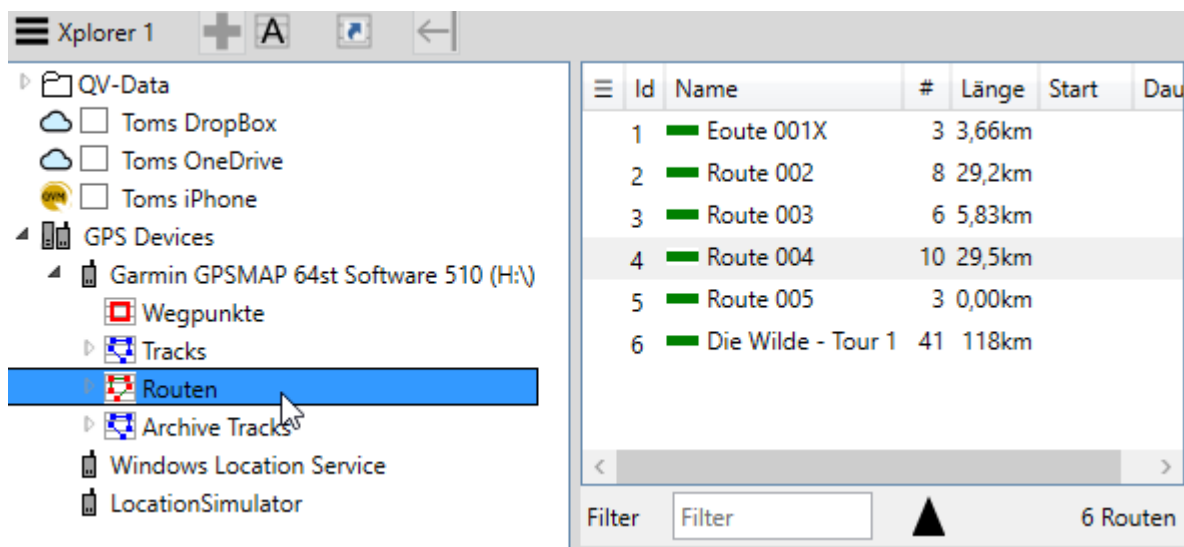 Xplorer 1
A
QV-Data
Toms DropBox
Toms OneDrive
QVM Toms iPhone
GPS Devices
Garmin GPSMAP 64st Software 510 (H:\)
Wegpunkte
Tracks
Routen
Archive Tracks
Windows Location Service
LocationSimulator
Id Name # Länge Start Dau
1 Eoute 001X 3 3,66km
2 Route 002 8 29,2km
3 Route 003 6 5,83km
4 Route 004 10 29,5km
5 Route 005 3 0,00km
6 Die Wilde - Tour 1 41 118km
Filter Filter 6 Routen